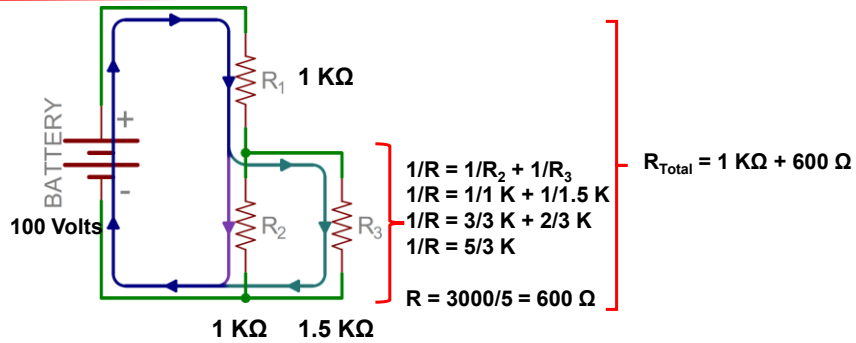 BATTERY
+
-
100 Volts
R₁ 1 KΩ
R₂
R₃
1 KΩ 1.5 KΩ
1/R = 1/R₂ + 1/R₃
1/R = 1/1 K + 1/1.5 K
1/R = 3/3 K + 2/3 K
1/R = 5/3 K
R = 3000/5 = 600 Ω
R_Total = 1 KΩ + 600 Ω